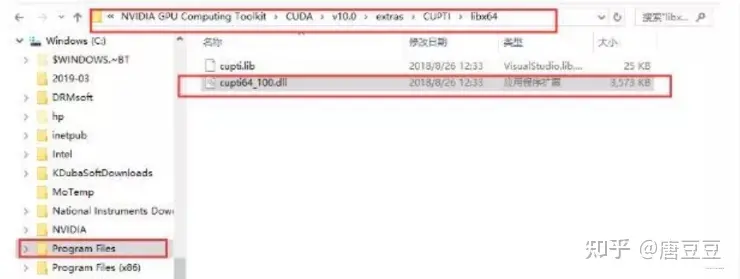 « NVIDIA GPU Computing Toolkit > CUDA > v10.0 > extras > CUPTI > libx64
搜索"libx...
Windows (C:)
$WINDOWS.~BT
2019-03
DRMsoft
hp
inetpub
Intel
KDubaSoftDownloads
MoTemp
National Instruments Dow
NVIDIA
Program Files
Program Files (x86)
名称 修改日期 类型 大小
cupti.lib 2018/8/26 12:33 VisualStudio.lib,... 25 KB
cupti64_100.dll 2018/8/26 12:33 应用程序扩展 3,573 KB
知乎 @唐豆豆